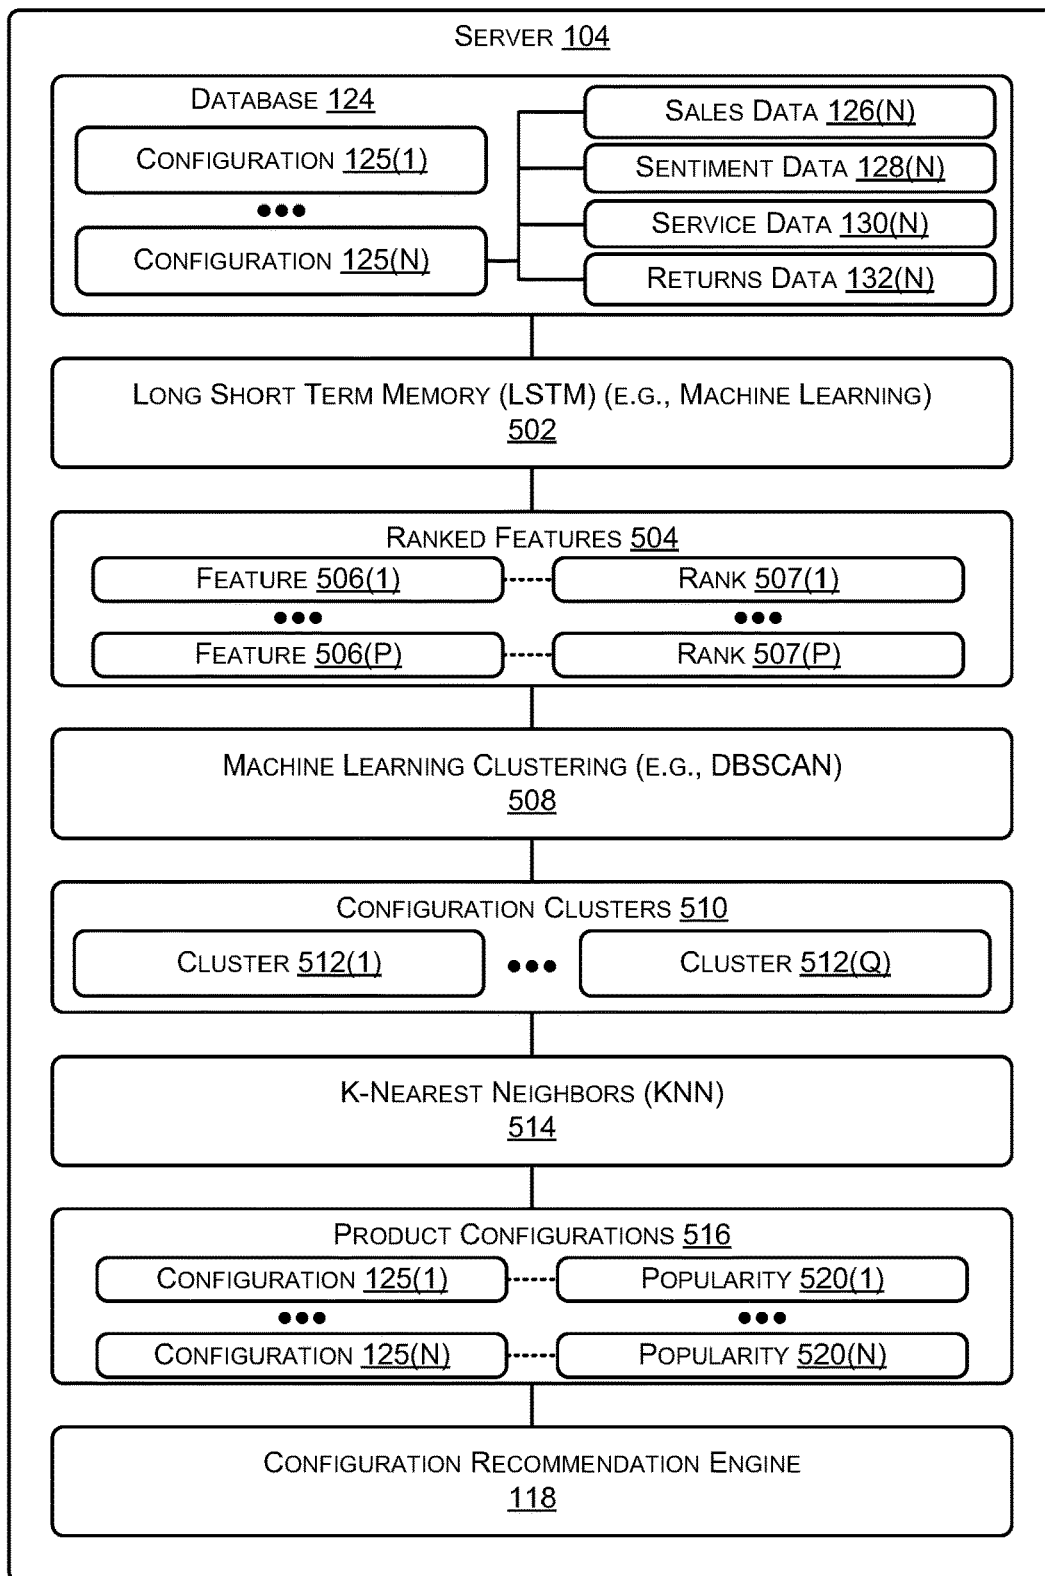 SERVER 104
DATABASE 124
CONFIGURATION 125(1)
CONFIGURATION 125(N)
SALES DATA 126(N)
SENTIMENT DATA 128(N)
SERVICE DATA 130(N)
RETURNS DATA 132(N)
LONG SHORT TERM MEMORY (LSTM) (E.G., MACHINE LEARNING)
502
RANKED FEATURES 504
FEATURE 506(1)
RANK 507(1)
FEATURE 506(P)
RANK 507(P)
MACHINE LEARNING CLUSTERING (E.G., DBSCAN)
508
CONFIGURATION CLUSTERS 510
CLUSTER 512(1)
CLUSTER 512(Q)
K-NEAREST NEIGHBORS (KNN)
514
PRODUCT CONFIGURATIONS 516
CONFIGURATION 125(1)
POPULARITY 520(1)
CONFIGURATION 125(N)
POPULARITY 520(N)
CONFIGURATION RECOMMENDATION ENGINE
118